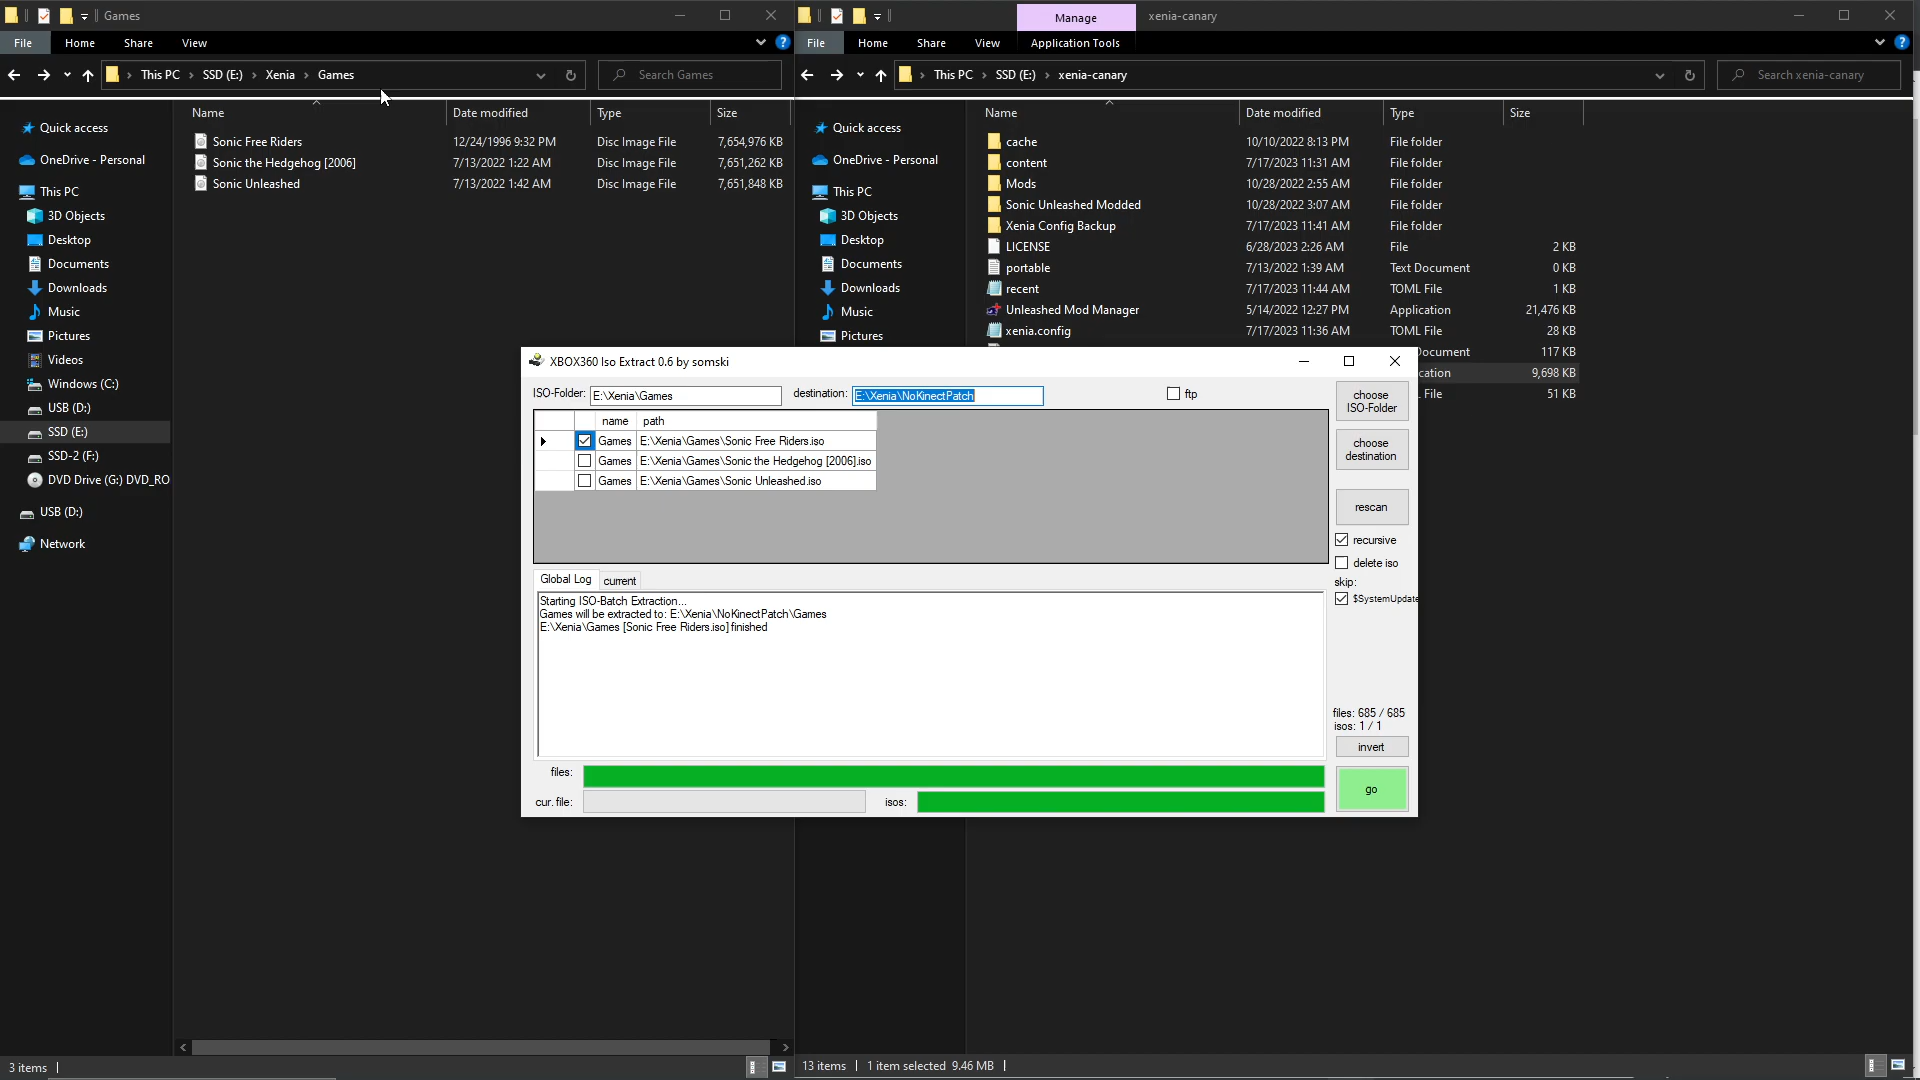 Games
File Home Share View
This PC > SSD (E:) > Xenia > Games
Search Games
Name Date modified Type Size
Sonic Free Riders 12/24/1996 9:32 PM Disc Image File 7,654,976 KB
Sonic the Hedgehog [2006] 7/13/2022 1:22 AM Disc Image File 7,651,262 KB
Sonic Unleashed 7/13/2022 1:42 AM Disc Image File 7,651,848 KB
Quick access
OneDrive - Personal
This PC
3D Objects
Desktop
Documents
Downloads
Music
Pictures
Videos
Windows (C:)
USB (D:)
SSD (E:)
SSD-2 (F:)
DVD Drive (G:) DVD_RO
USB (D:)
Network
3 items
Manage xenia-canary
File Home Share View Application Tools
This PC > SSD (E:) > xenia-canary
Search xenia-canary
Name Date modified Type Size
Quick access
OneDrive - Personal
This PC
3D Objects
Desktop
Documents
Downloads
Music
Pictures
cache 10/10/2022 8:13 PM File folder
content 7/17/2023 11:31 AM File folder
Mods 10/28/2022 2:55 AM File folder
Sonic Unleashed Modded 10/28/2022 3:07 AM File folder
Xenia Config Backup 7/17/2023 11:41 AM File folder
LICENSE 6/28/2023 2:26 AM File 2 KB
portable 7/13/2022 1:39 AM Text Document 0 KB
recent 7/17/2023 11:44 AM TOML File 1 KB
Unleashed Mod Manager 5/14/2022 12:27 PM Application 21,476 KB
xenia.config 7/17/2023 11:36 AM TOML File 28 KB
ocument 117 KB
cation 9,698 KB
File 51 KB
13 items 1 item selected 9.46 MB
XBOX360 Iso Extract 0.6 by somski
ISO-Folder: E:\Xenia\Games destination: E:\Xenia\NoKinectPatch ftp
choose ISO-Folder
name path
Games E:\Xenia\Games\Sonic Free Riders.iso
Games E:\Xenia\Games\Sonic the Hedgehog [2006].iso
Games E:\Xenia\Games\Sonic Unleashed.iso
choose destination
rescan
recursive
delete iso
skip:
$SystemUpdate
Global Log current
Starting ISO-Batch Extraction...
Games will be extracted to: E:\Xenia\NoKinectPatch\Games
E:\Xenia\Games [Sonic Free Riders.iso] finished
files: 685 / 685
isos: 1 / 1
invert
files:
cur. file: isos:
go